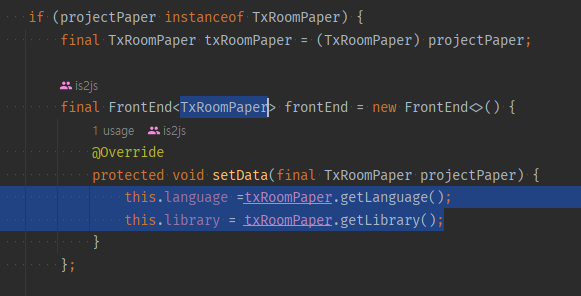 if (projectPaper instanceof TxRoomPaper) {
final TxRoomPaper txRoomPaper = (TxRoomPaper) projectPaper;
is2js
final FrontEnd<TxRoomPaper> frontEnd = new FrontEnd<>() {
1 usage is2js
@Override
protected void setData(final TxRoomPaper projectPaper) {
this.language =txRoomPaper.getLanguage();
this.library = txRoomPaper.getLibrary();
}
};